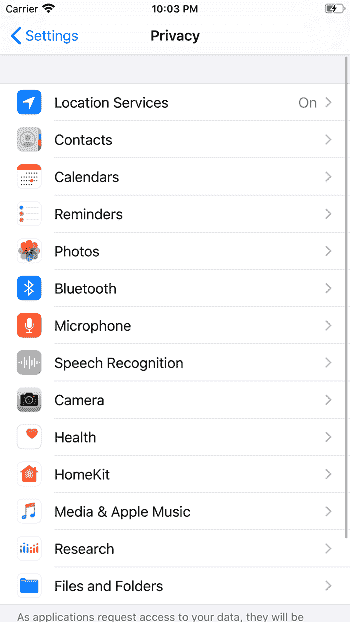 Carrier 10:03 PM
Settings Privacy
Location Services On
Contacts
Calendars
Reminders
Photos
Bluetooth
Microphone
Speech Recognition
Camera
Health
HomeKit
Media & Apple Music
Research
Files and Folders
As applications request access to your data, they will be